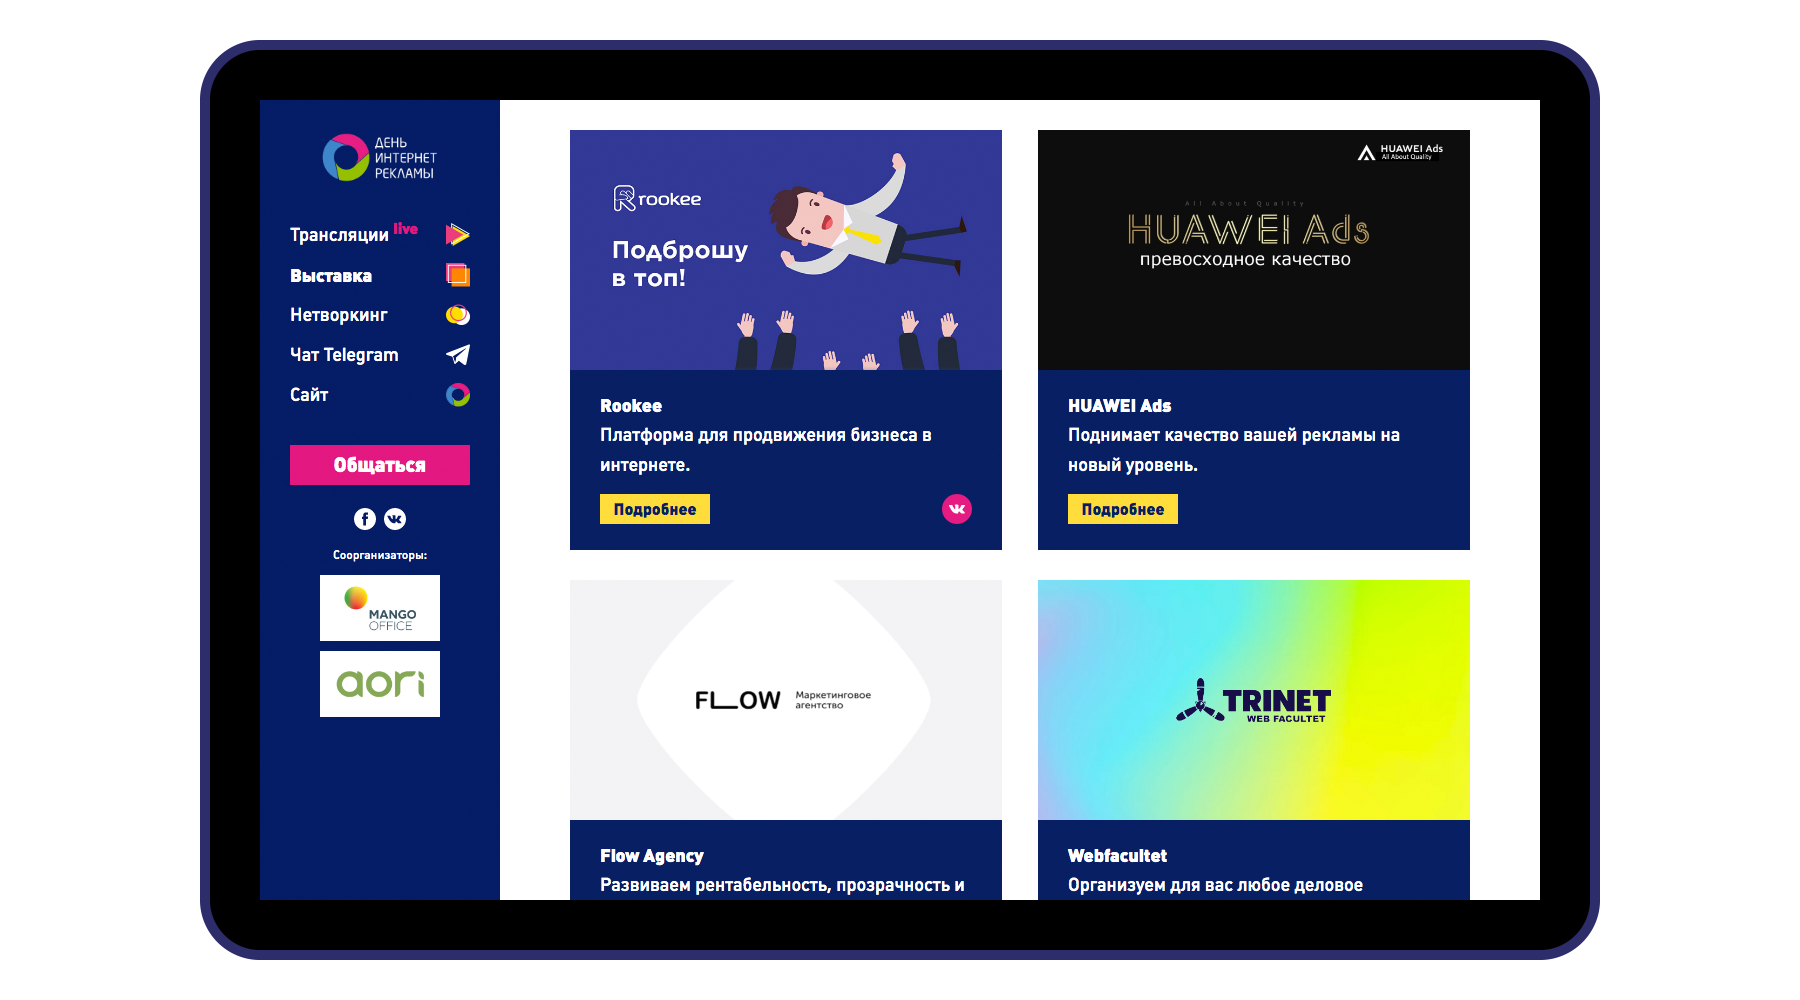 ДЕНЬ
ИНТЕРНЕТ
РЕКЛАМЫ
Трансляции live
Выставка
Нетворкинг
Чат Telegram
Сайт
Общаться
Соорганизаторы:
MANGO
OFFICE
aori
rookee
Подброшу
в топ!
Rookee
Платформа для продвижения бизнеса в
интернете.
Подробнее
HUAWEI Ads
All About Quality
All About Quality
HUAWEI Ads
превосходное качество
HUAWEI Ads
Поднимает качество вашей рекламы на
новый уровень.
Подробнее
FL_OW
Маркетинговое
агентство
Flow Agency
Развиваем рентабельность, прозрачность и
TRINET
WEB FACULTET
Webfacultet
Организуем для вас любое деловое